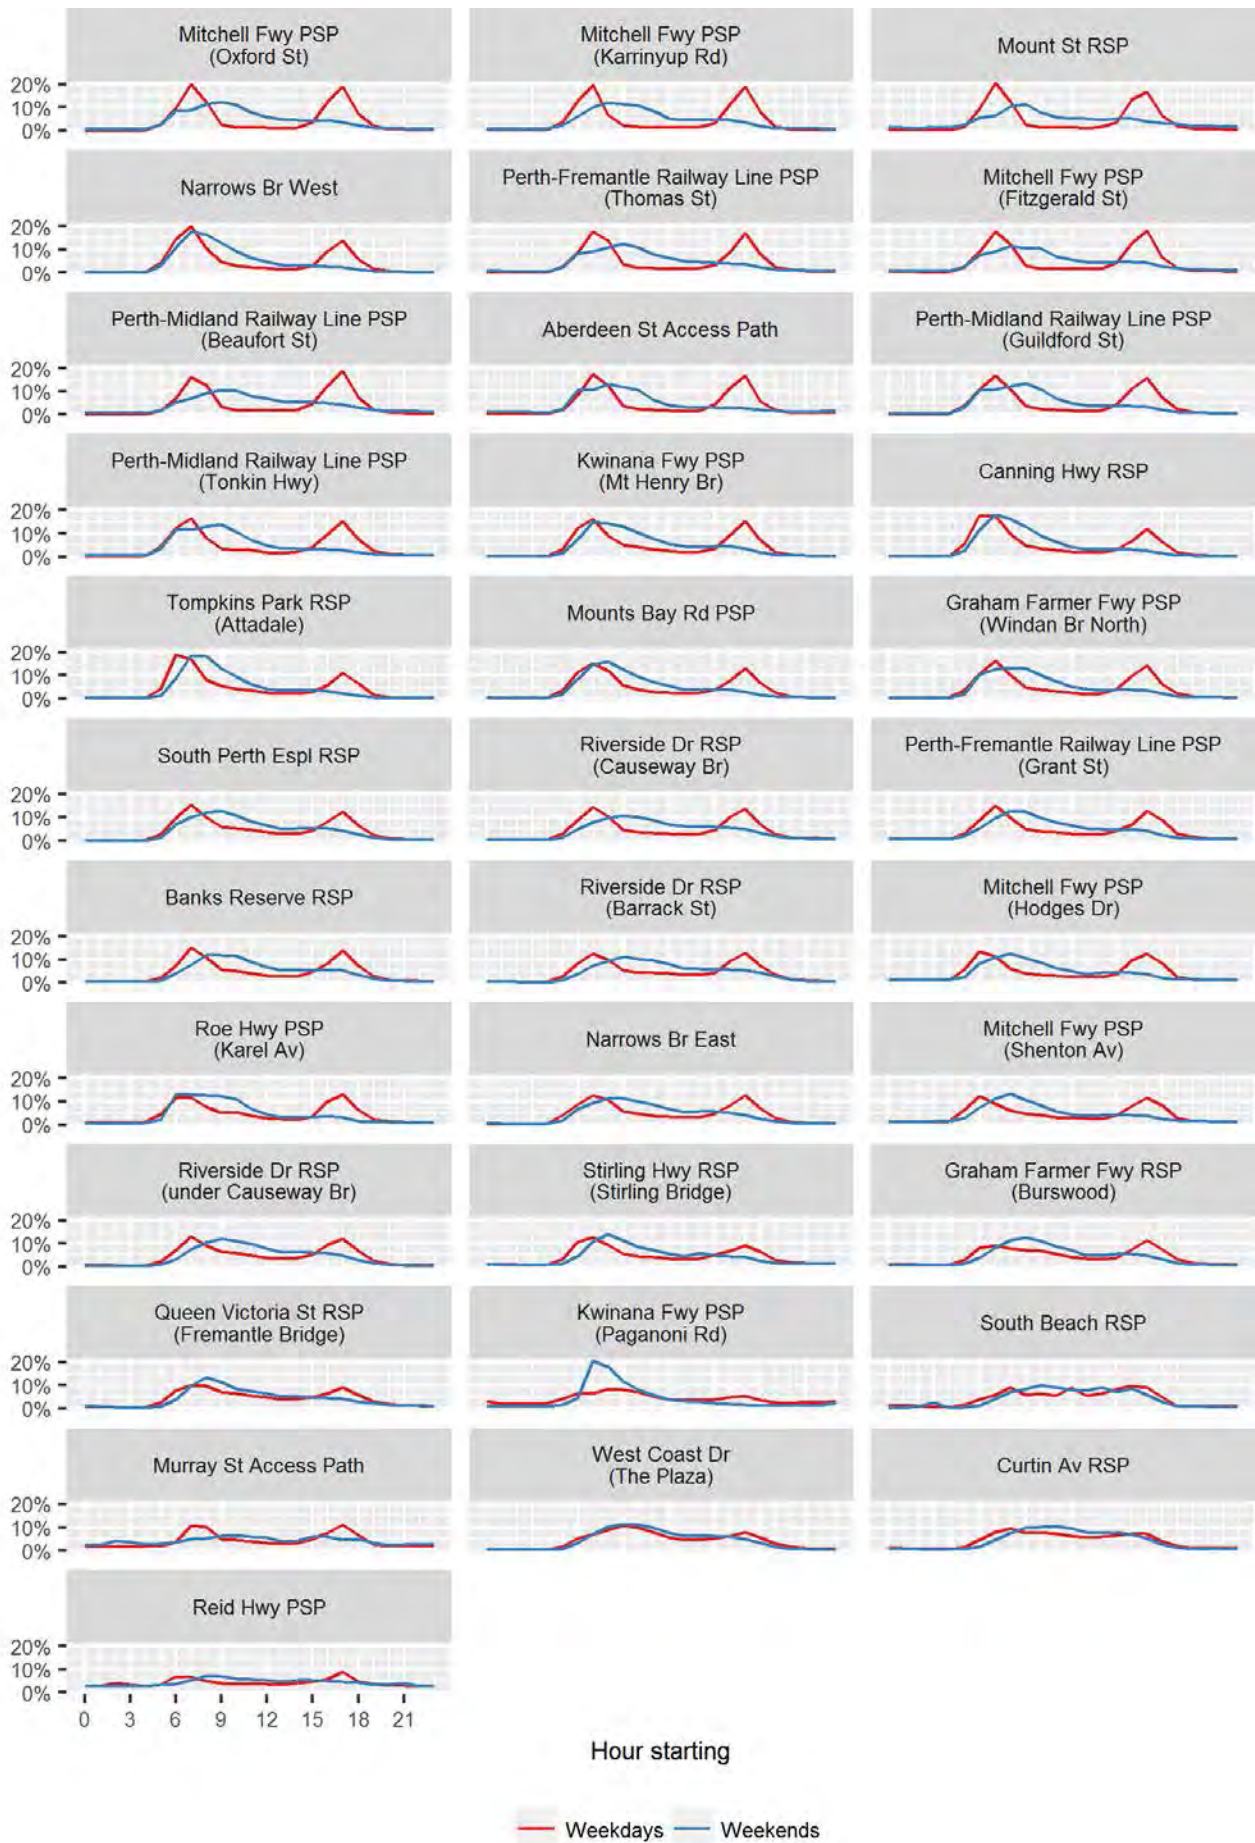 Mitchell Fwy PSP
(Oxford St)
Mitchell Fwy PSP
(Karrinyup Rd)
Mount St RSP
20%
10%
0%
Narrows Br West
Perth-Fremantle Railway Line PSP
(Thomas St)
Mitchell Fwy PSP
(Fitzgerald St)
20%
10%
0%
Perth-Midland Railway Line PSP
(Beaufort St)
Aberdeen St Access Path
Perth-Midland Railway Line PSP
(Guildford St)
20%
10%
0%
Perth-Midland Railway Line PSP
(Tonkin Hwy)
Kwinana Fwy PSP
(Mt Henry Br)
Canning Hwy RSP
20%
10%
0%
Tompkins Park RSP
(Attadale)
Mounts Bay Rd PSP
Graham Farmer Fwy PSP
(Windan Br North)
20%
10%
0%
South Perth Espl RSP
Riverside Dr RSP
(Causeway Br)
Perth-Fremantle Railway Line PSP
(Grant St)
20%
10%
0%
Banks Reserve RSP
Riverside Dr RSP
(Barrack St)
Mitchell Fwy PSP
(Hodges Dr)
20%
10%
0%
Roe Hwy PSP
(Karel Av)
Narrows Br East
Mitchell Fwy PSP
(Shenton Av)
20%
10%
0%
Riverside Dr RSP
(under Causeway Br)
Stirling Hwy RSP
(Stirling Bridge)
Graham Farmer Fwy RSP
(Burswood)
20%
10%
0%
Queen Victoria St RSP
(Fremantle Bridge)
Kwinana Fwy PSP
(Paganoni Rd)
South Beach RSP
20%
10%
0%
Murray St Access Path
West Coast Dr
(The Plaza)
Curtin Av RSP
20%
10%
0%
Reid Hwy PSP
20%
10%
0%
0 3 6 9 12 15 18 21
Hour starting
Weekdays Weekends